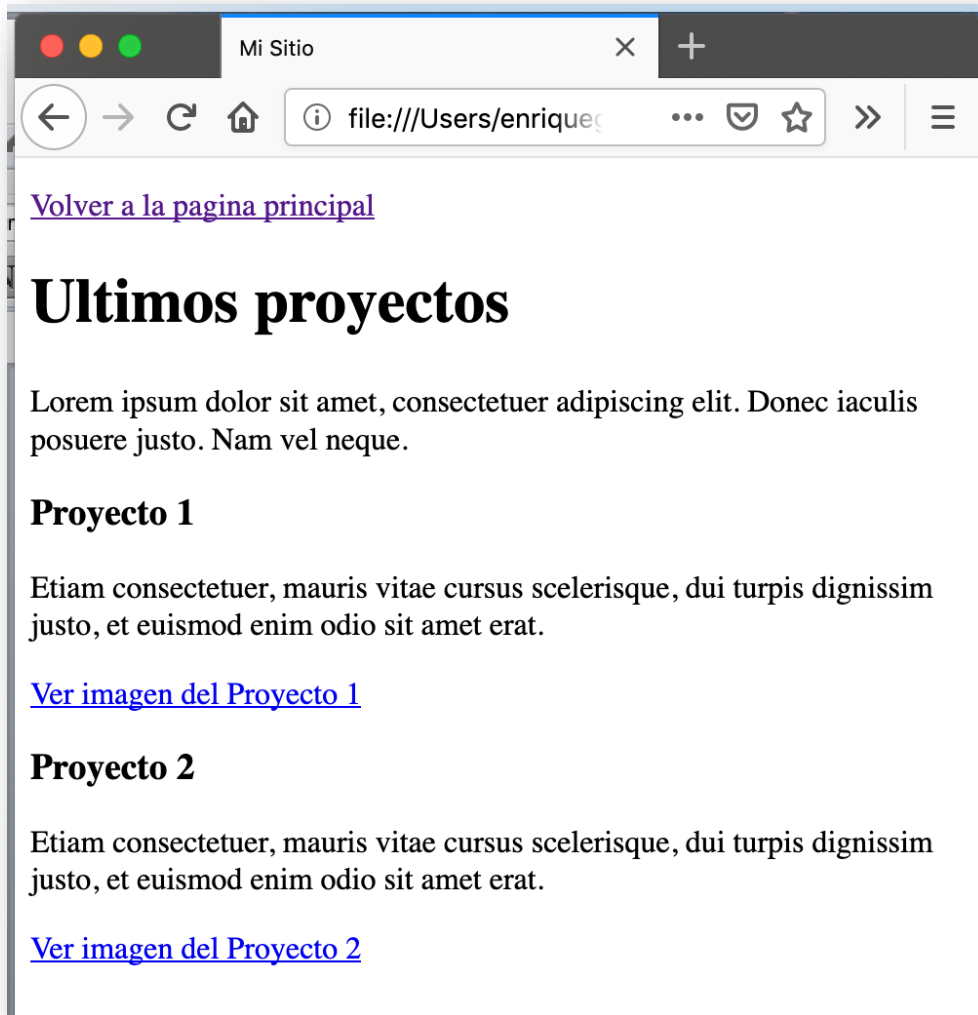 Mi Sitio
file:///Users/enrique
Volver a la pagina principal
Ultimos proyectos
Lorem ipsum dolor sit amet, consectetuer adipiscing elit. Donec iaculis
posuere justo. Nam vel neque.
Proyecto 1
Etiam consectetuer, mauris vitae cursus scelerisque, dui turpis dignissim
justo, et euismod enim odio sit amet erat.
Ver imagen del Proyecto 1
Proyecto 2
Etiam consectetuer, mauris vitae cursus scelerisque, dui turpis dignissim
justo, et euismod enim odio sit amet erat.
Ver imagen del Proyecto 2